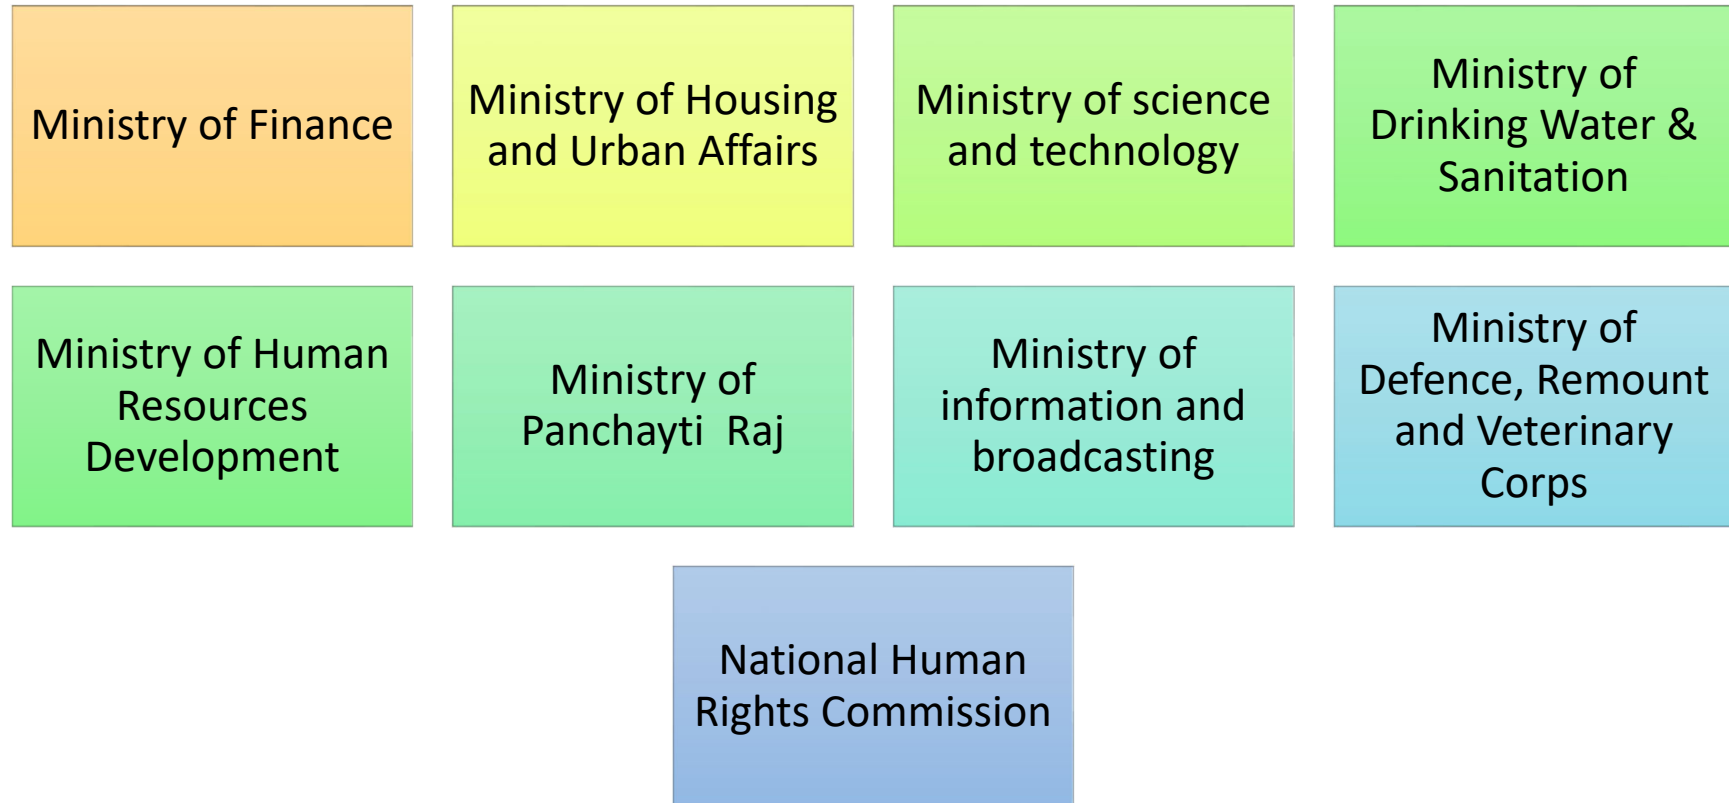 Ministry of Finance
Ministry of Housing
and Urban Affairs
Ministry of science
and technology
Ministry of
Drinking Water &
Sanitation
Ministry of Human
Resources
Development
Ministry of
Panchayti  Raj
Ministry of
information and
broadcasting
Ministry of
Defence, Remount
and Veterinary
Corps
National Human
Rights Commission